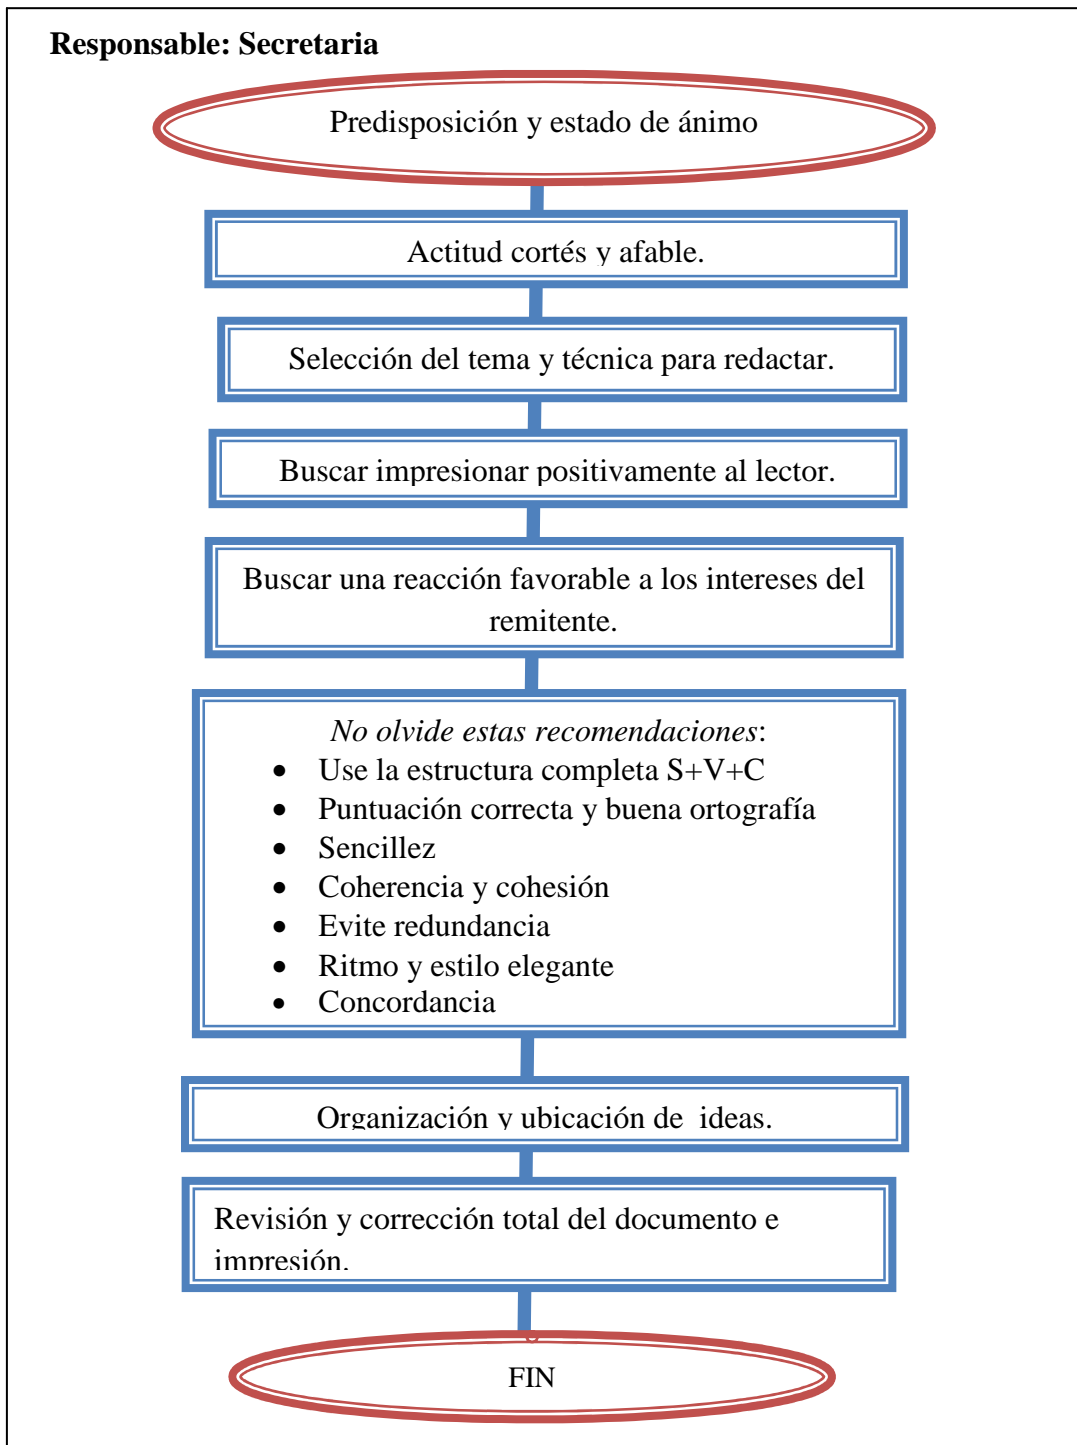 Responsable: Secretaria
Predisposición y estado de ánimo
Actitud cortés y afable.
Selección del tema y técnica para redactar.
Buscar impresionar positivamente al lector.
Buscar una reacción favorable a los intereses del
remitente.
No olvide estas recomendaciones:
• Use la estructura completa S+V+C
• Puntuación correcta y buena ortografía
• Sencillez
• Coherencia y cohesión
• Evite redundancia
• Ritmo y estilo elegante
• Concordancia
Organización y ubicación de ideas.
Revisión y corrección total del documento e
impresión.
FIN